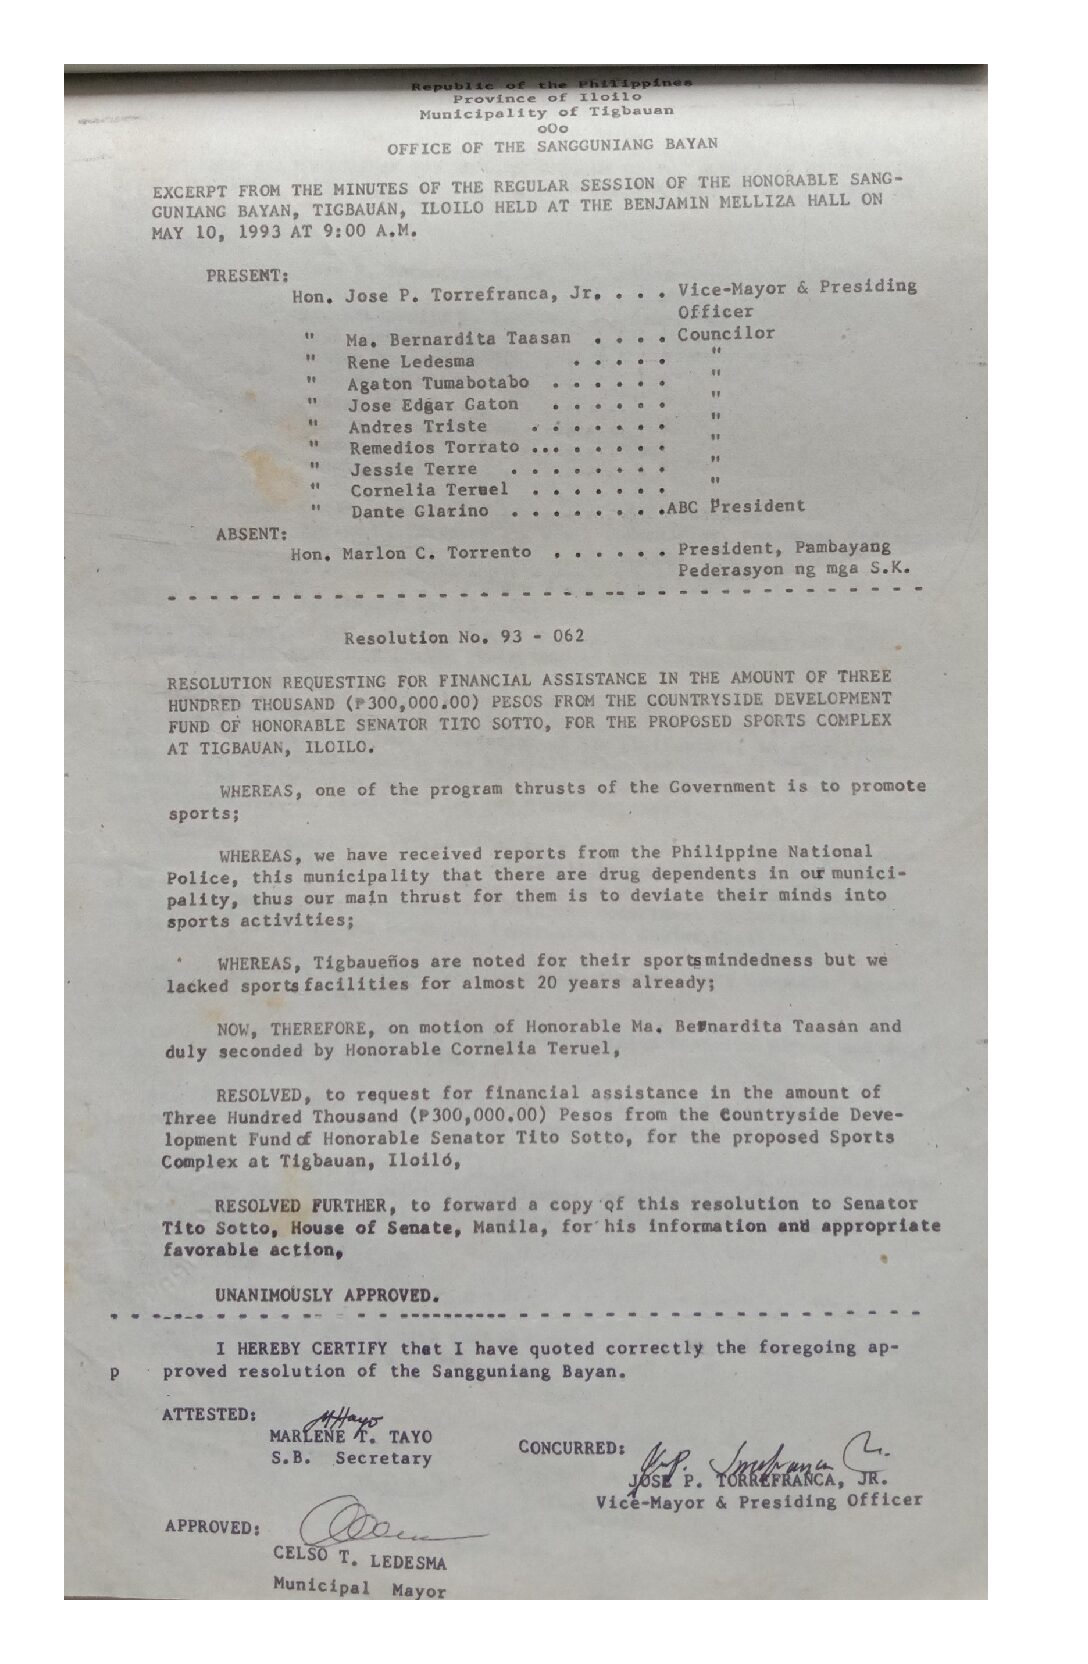 Republic of the Philippines
Province of Iloilo
Municipality of Tigbauan
oOo
OFFICE OF THE SANGGUNIANG BAYAN
EXCERPT FROM THE MINUTES OF THE REGULAR SESSION OF THE HONORABLE SANG-
GUNIANG BAYAN, TIGBAUAN, ILOILO HELD AT THE BENJAMIN MELLIZA HALL ON
MAY 10, 1993 AT 9:00 A.M.
PRESENT:
Hon. Jose P. Torrefranca, Jr. . . . Vice-Mayor & Presiding
Officer
" Ma. Bernardita Taasan . . . . Councilor
" Rene Ledesma . . . . . "
" Agaton Tumabotabo . . . . . . "
" Jose Edgar Gaton . . . . . . "
" Andres Triste . . . . . . . "
" Remedios Torrato ... . . . . . "
" Jessie Terre . . . . . . . . "
" Cornelia Teruel . . . . . . . "
" Dante Glarino . . . . . . . .ABC President
ABSENT:
Hon. Marlon C. Torrento . . . . . . President, Pambayang
Pederasyon ng mga S.K.
Resolution No. 93 - 062
RESOLUTION REQUESTING FOR FINANCIAL ASSISTANCE IN THE AMOUNT OF THREE
HUNDRED THOUSAND (₱300,000.00) PESOS FROM THE COUNTRYSIDE DEVELOPMENT
FUND OF HONORABLE SENATOR TITO SOTTO, FOR THE PROPOSED SPORTS COMPLEX
AT TIGBAUAN, ILOILO.
WHEREAS, one of the program thrusts of the Government is to promote
sports;
WHEREAS, we have received reports from the Philippine National
Police, this municipality that there are drug dependents in our munici-
pality, thus our main thrust for them is to deviate their minds into
sports activities;
WHEREAS, Tigbaueños are noted for their sportsmindedness but we
lacked sports facilities for almost 20 years already;
NOW, THEREFORE, on motion of Honorable Ma. Bernardita Taasan and
duly seconded by Honorable Cornelia Teruel,
RESOLVED, to request for financial assistance in the amount of
Three Hundred Thousand (₱300,000.00) Pesos from the Countryside Deve-
lopment Fund of Honorable Senator Tito Sotto, for the proposed Sports
Complex at Tigbauan, Iloilo,
RESOLVED FURTHER, to forward a copy of this resolution to Senator
Tito Sotto, House of Senate, Manila, for his information and appropriate
favorable action,
UNANIMOUSLY APPROVED.
I HEREBY CERTIFY that I have quoted correctly the foregoing ap-
p proved resolution of the Sangguniang Bayan.
ATTESTED:
MARLENE T. TAYO
S.B. Secretary
CONCURRED:
JOSE P. TORREFRANCA, JR.
Vice-Mayor & Presiding Officer
APPROVED:
CELSO T. LEDESMA
Municipal Mayor